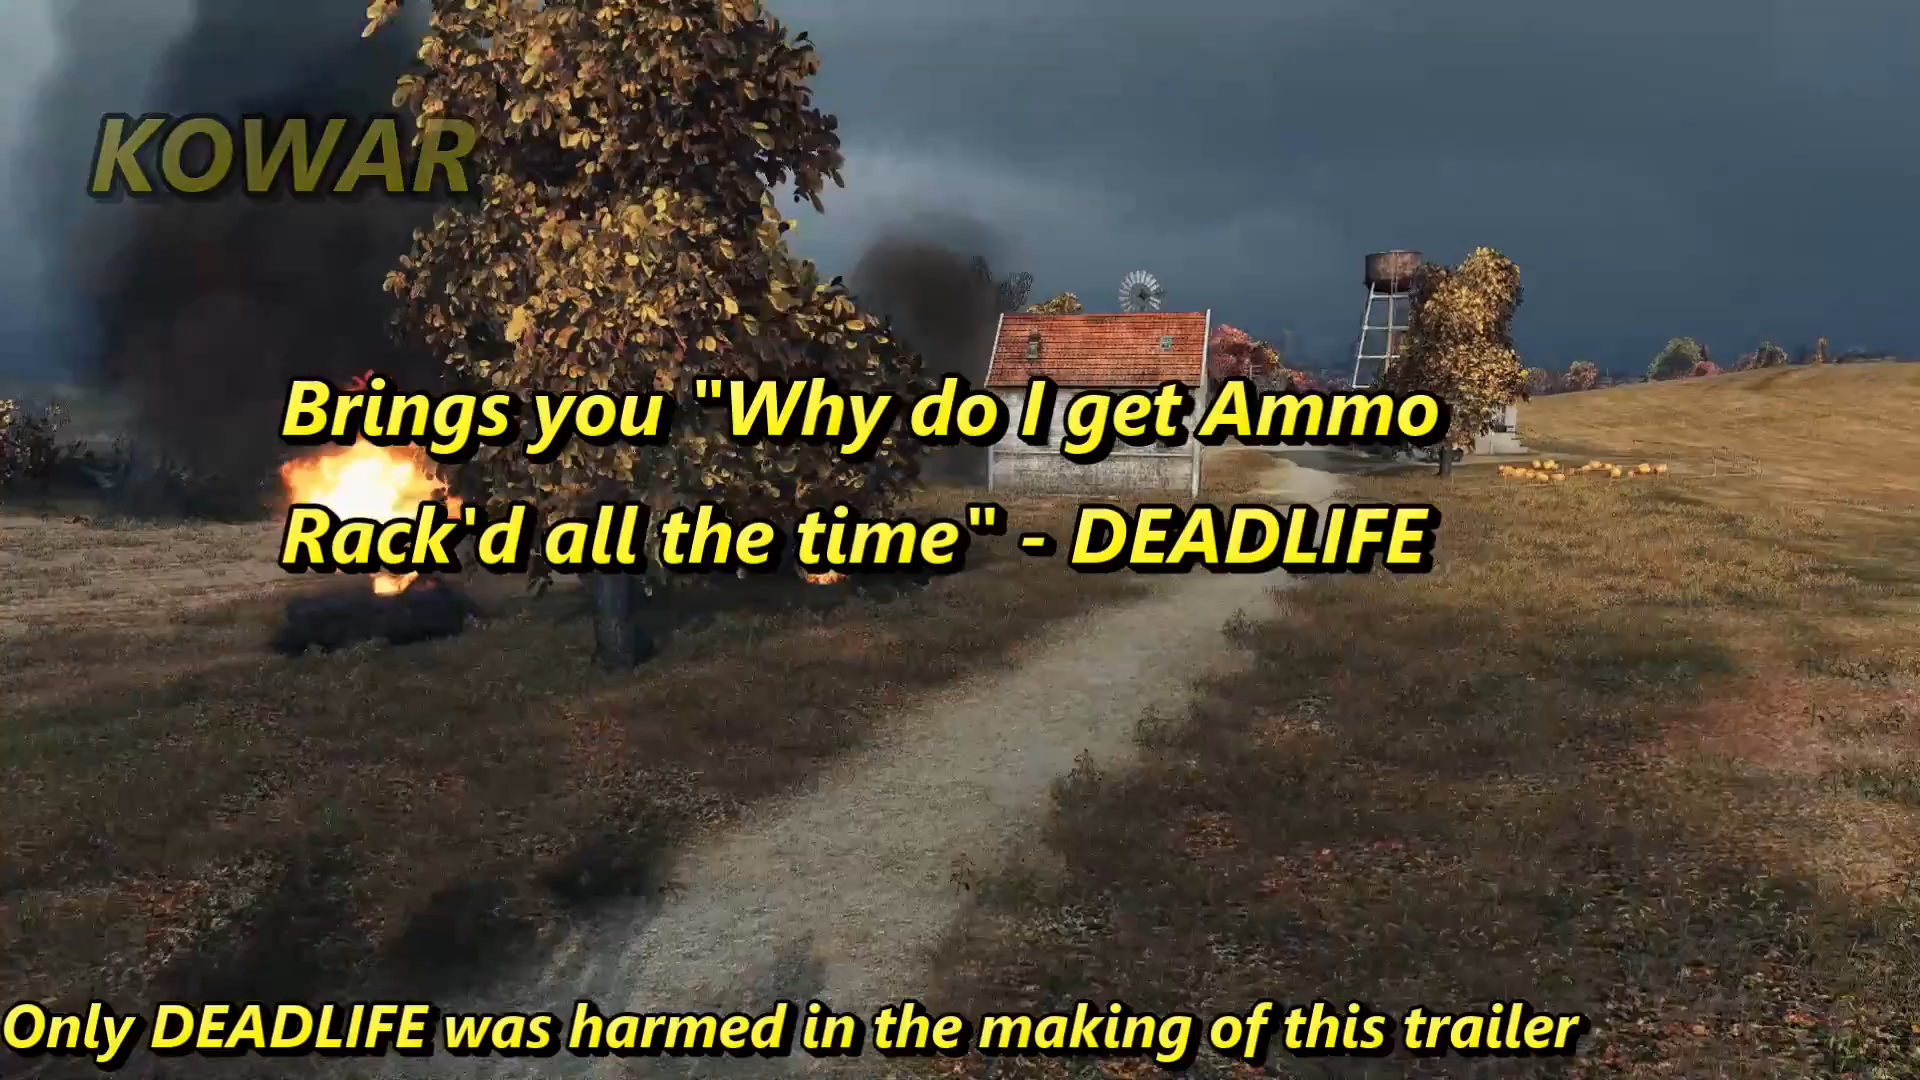 KOWAR
Brings you "Why do I get Ammo
Rack'd all the time" - DEADLIFE
Only DEADLIFE was harmed in the making of this trailer